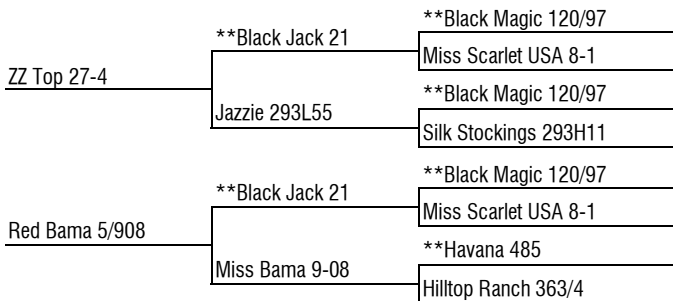 **Black Magic 120/97
**Black Jack 21
Miss Scarlet USA 8-1
ZZ Top 27-4
**Black Magic 120/97
Jazzie 293L55
Silk Stockings 293H11
**Black Magic 120/97
**Black Jack 21
Miss Scarlet USA 8-1
Red Bama 5/908
**Havana 485
Miss Bama 9-08
Hilltop Ranch 363/4